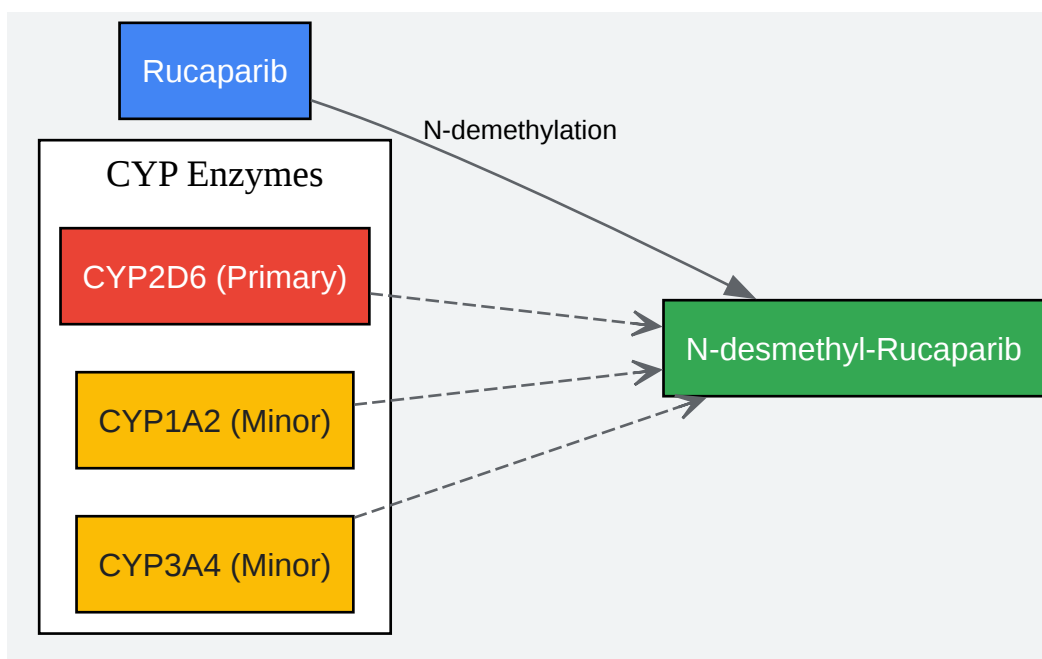 Rucaparib
N-demethylation
CYP Enzymes
CYP2D6 (Primary)
N-desmethyl-Rucaparib
CYP1A2 (Minor)
CYP3A4 (Minor)